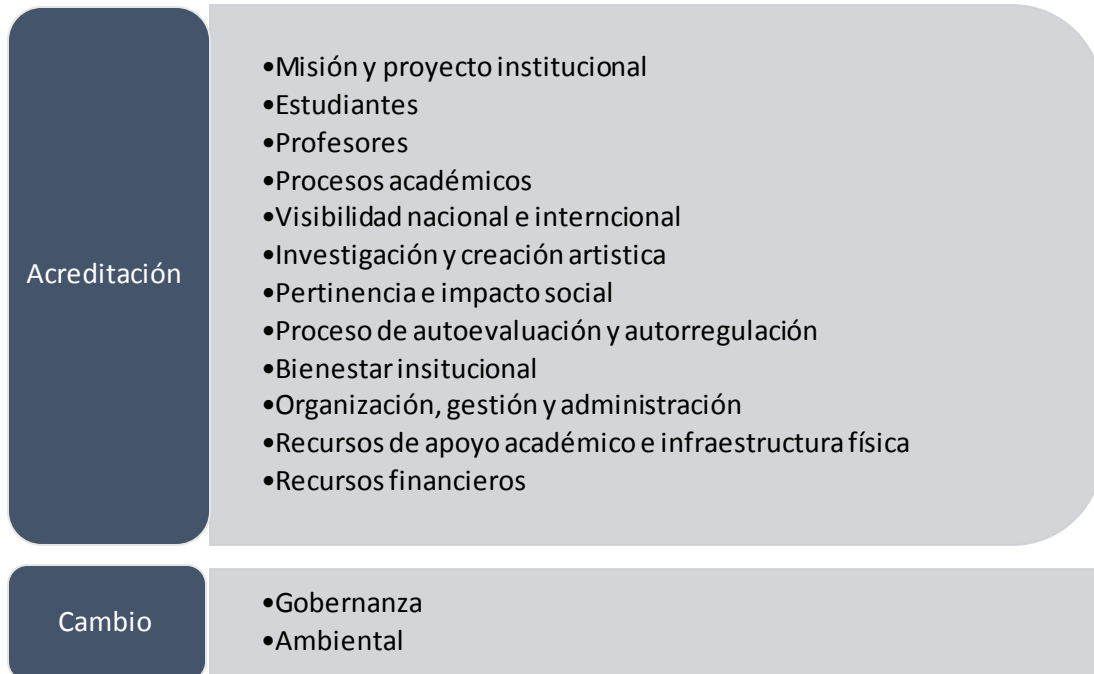 Acreditación
•Misión y proyecto institucional
•Estudiantes
•Profesores
•Procesos académicos
•Visibilidad nacional e interncional
•Investigación y creación artistica
•Pertinencia e impacto social
•Proceso de autoevaluación y autorregulación
•Bienestar insitucional
•Organización, gestión y administración
•Recursos de apoyo académico e infraestructura física
•Recursos financieros
Cambio
•Gobernanza
•Ambiental